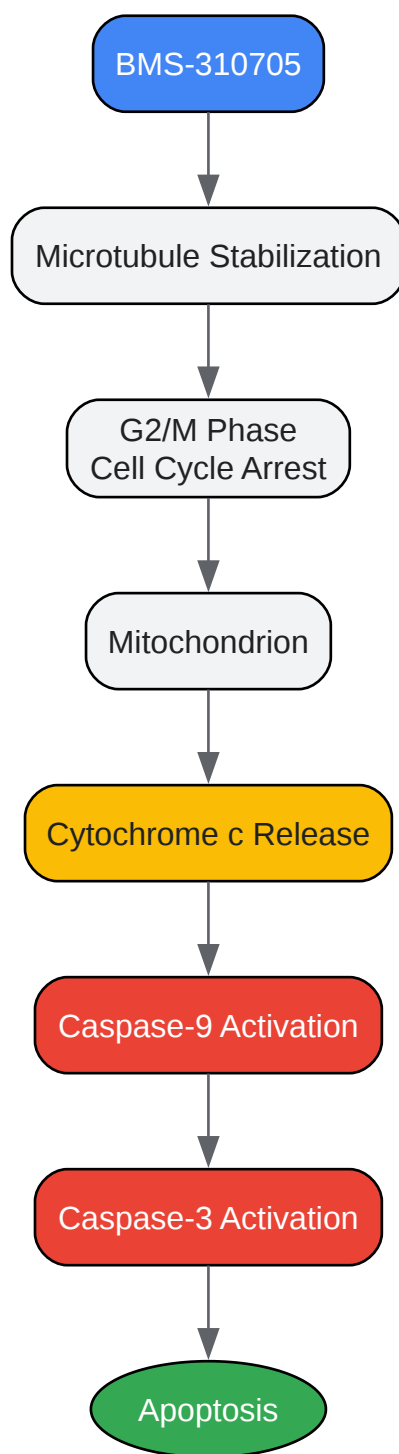 BMS-310705
Microtubule Stabilization
G2/M Phase
Cell Cycle Arrest
Mitochondrion
Cytochrome c Release
Caspase-9 Activation
Caspase-3 Activation
Apoptosis